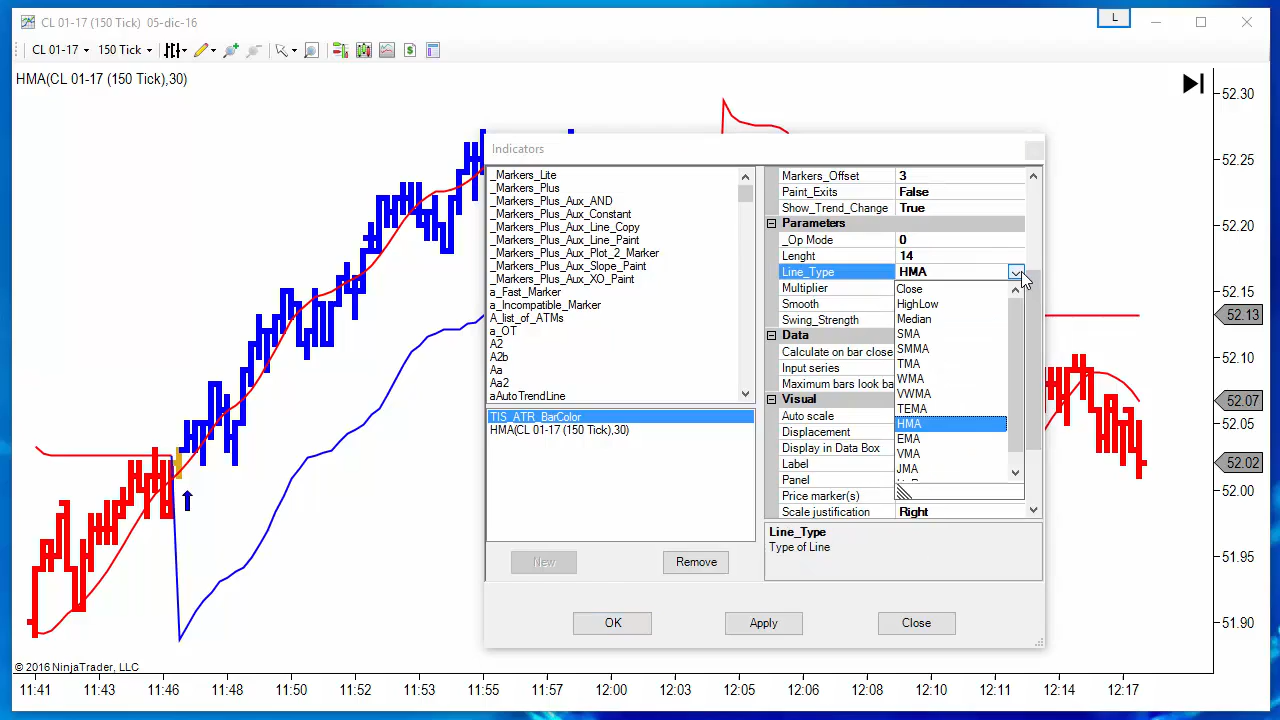 CL 01-17 (150 Tick) 05-dic-16
L
CL 01-17
150 Tick
HMA(CL 01-17 (150 Tick),30)
52.30
52.25
52.20
52.15
52.13
52.10
52.07
52.05
52.02
52.00
51.95
51.90
Indicators
_Markers_Lite
_Markers_Plus
_Markers_Plus_Aux_AND
_Markers_Plus_Aux_Constant
_Markers_Plus_Aux_Line_Copy
_Markers_Plus_Aux_Line_Paint
_Markers_Plus_Aux_Plot_2_Marker
_Markers_Plus_Aux_Slope_Paint
_Markers_Plus_Aux_XO_Paint
a_Fast_Marker
a_Incompatible_Marker
A_list_of_ATMs
a_OT
A2
A2b
Aa
Aa2
aAutoTrendLine
TIS_ATR_BarColor
HMA(CL 01-17 (150 Tick),30)
New
Remove
Markers_Offset 3
Paint_Exits False
Show_Trend_Change True
Parameters
_Op Mode 0
Lenght 14
Line_Type HMA
Multiplier
Smooth
Swing_Strength
Data
Calculate on bar close
Input series
Maximum bars look ba
Visual
Auto scale
Displacement
Display in Data Box
Label
Panel
Price marker(s)
Scale justification Right
Close
HighLow
Median
SMA
SMMA
TMA
WMA
VWMA
TEMA
HMA
EMA
VMA
JMA
Line_Type
Type of Line
OK
Apply
Close
© 2016 NinjaTrader, LLC
11:41 11:43 11:46 11:48 11:50 11:52 11:53 11:55 11:57 12:00 12:03 12:05 12:06 12:08 12:10 12:11 12:14 12:17